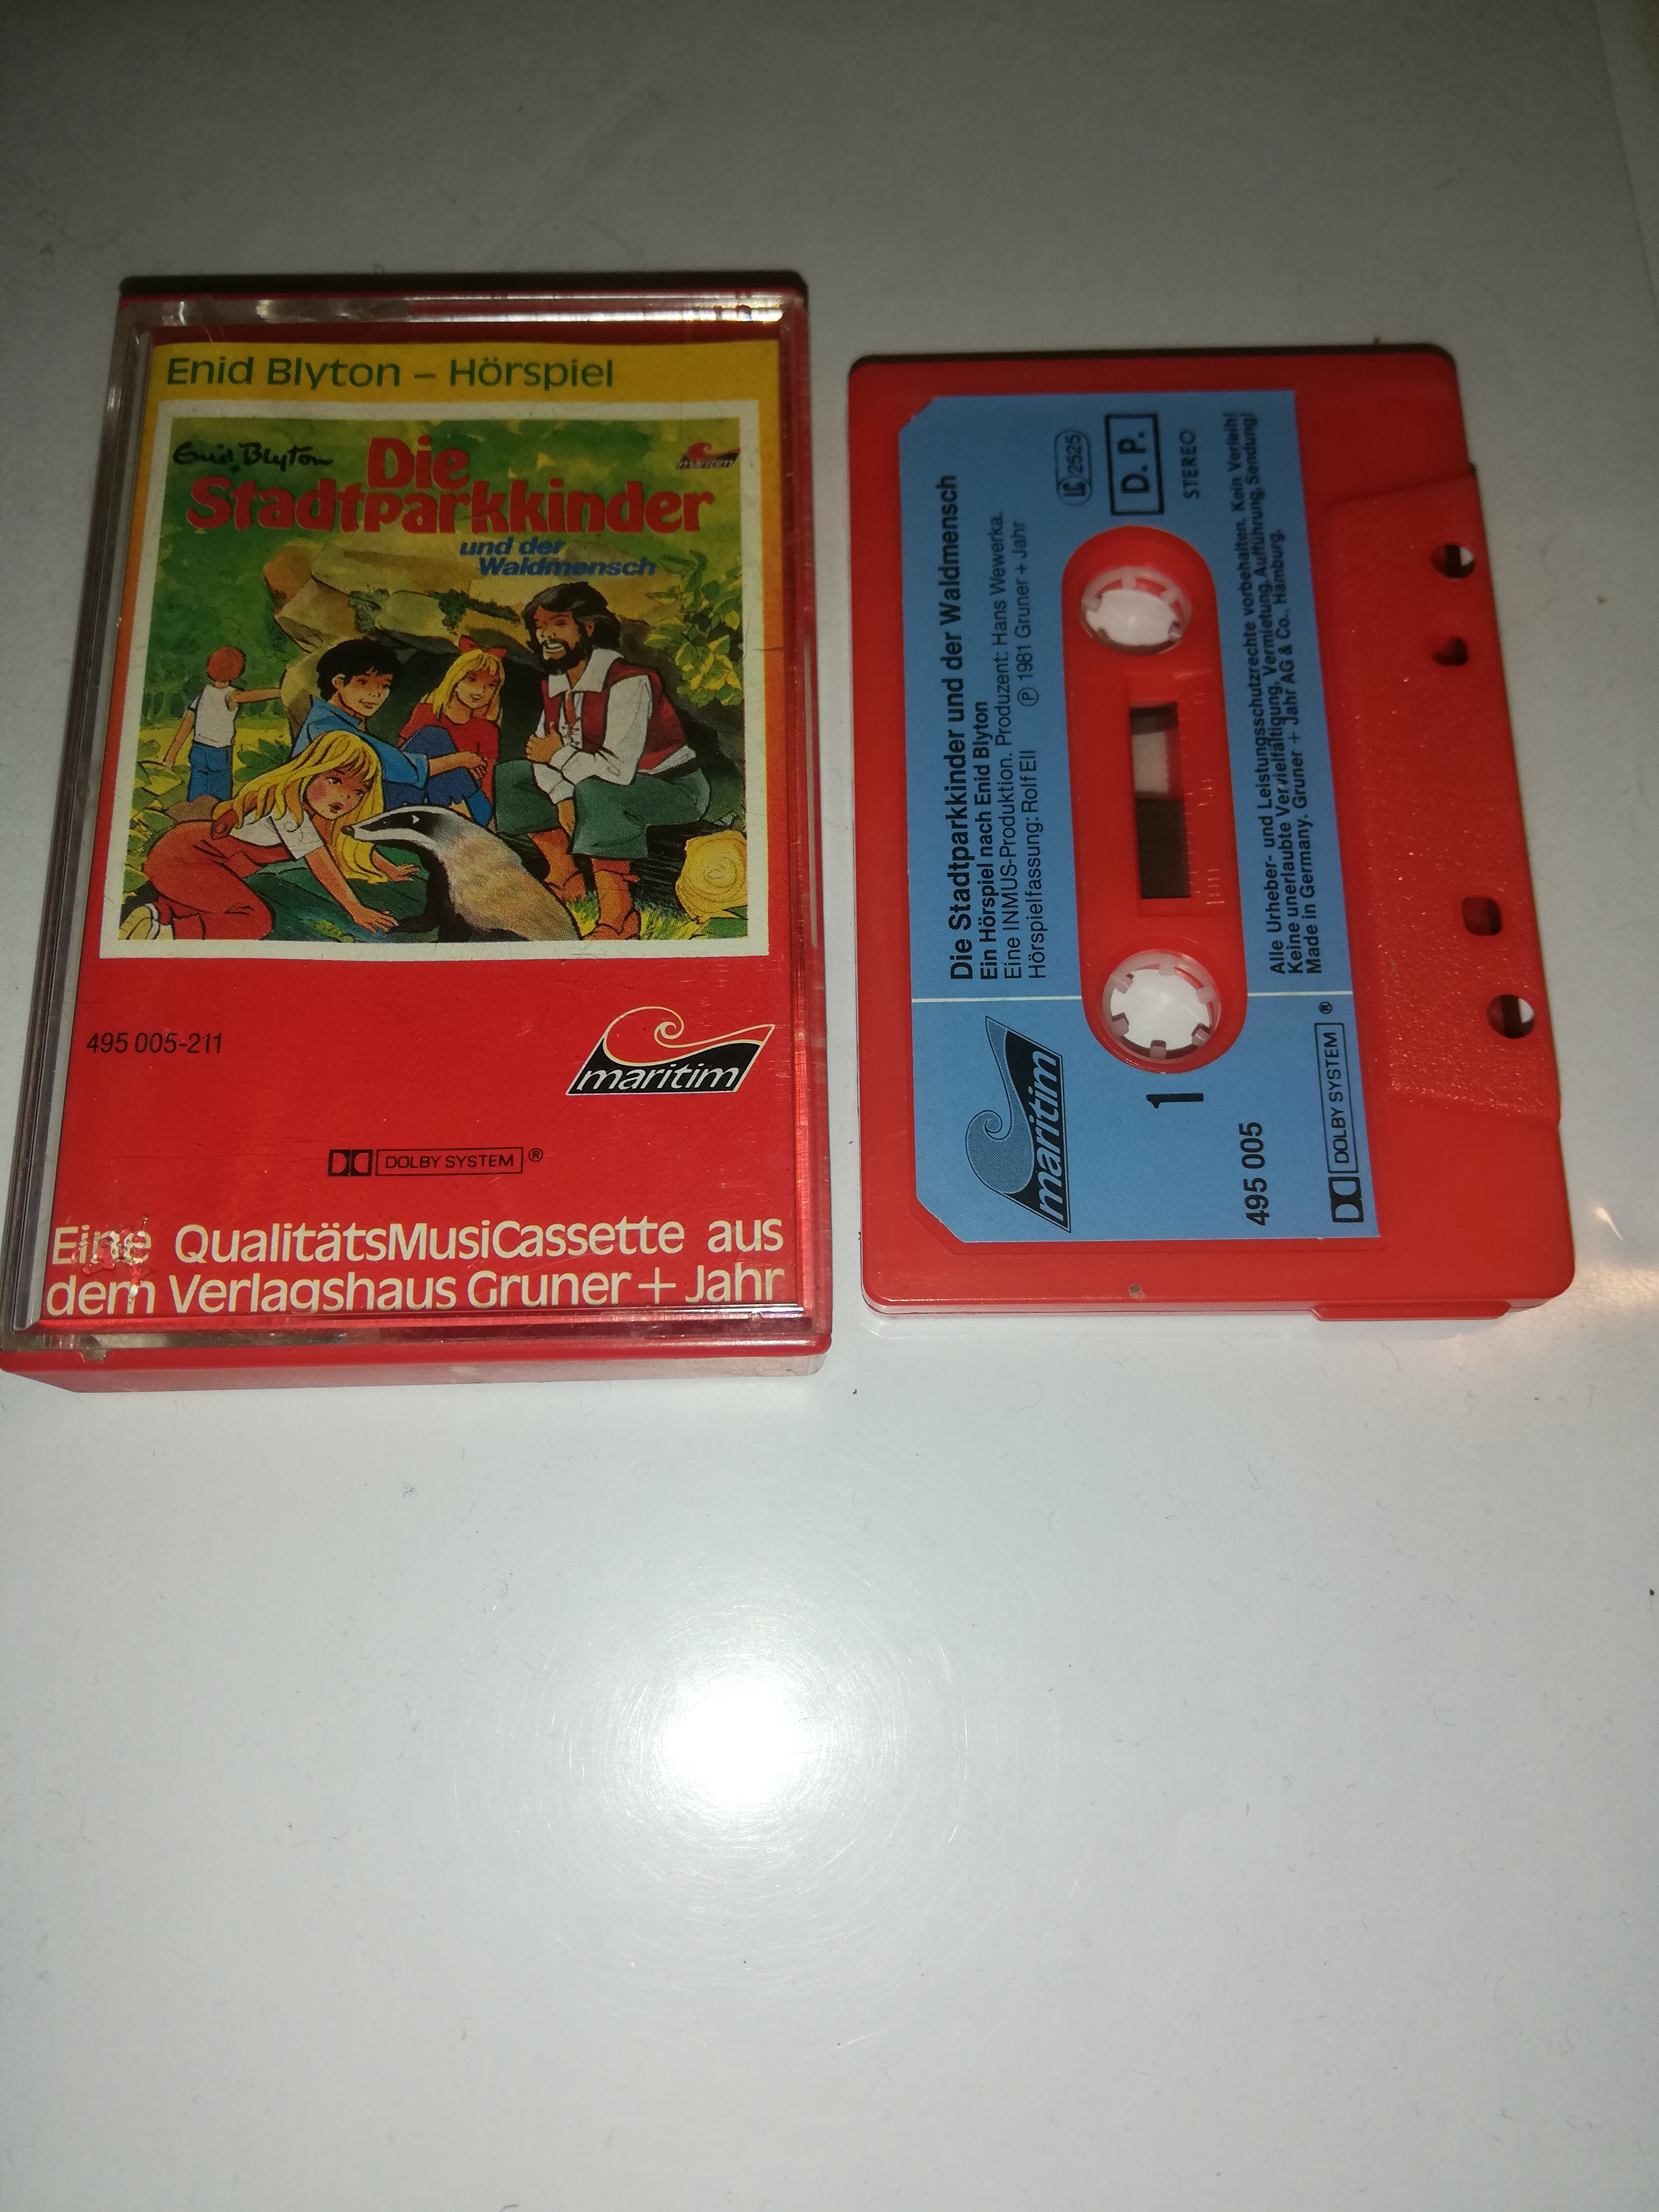 Enid Blyton – Hörspiel
Enid Blyton
Die
maritim
Stadtparkkinder
und der
Waldmensch
495 005-211
maritim
DOLBY SYSTEM ®
Eine QualitätsMusiCassette aus
dem Verlagshaus Gruner + Jahr
Die Stadtparkkinder und der Waldmensch
Ein Hörspiel nach Enid Blyton
Eine INMUS-Produktion. Produzent: Hans Wewerka.
Hörspielfassung: Rolf Ell ℗ 1981 Gruner + Jahr
LC 2525
D. P.
STEREO
maritim
1
495 005
DOLBY SYSTEM ®
Alle Urheber- und Leistungsschutzrechte vorbehalten. Kein Verleih!
Keine unerlaubte Vervielfältigung, Vermietung, Aufführung, Sendung!
Made in Germany. Gruner + Jahr AG & Co., Hamburg.